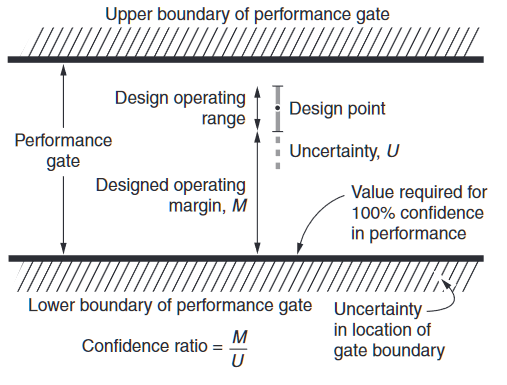 Upper boundary of performance gate
Design operating
range
Design point
Performance
gate
Uncertainty, U
Designed operating
margin, M
Value required for
100% confidence
in performance
Lower boundary of performance gate
Uncertainty
in location of
gate boundary
Confidence ratio = M
U